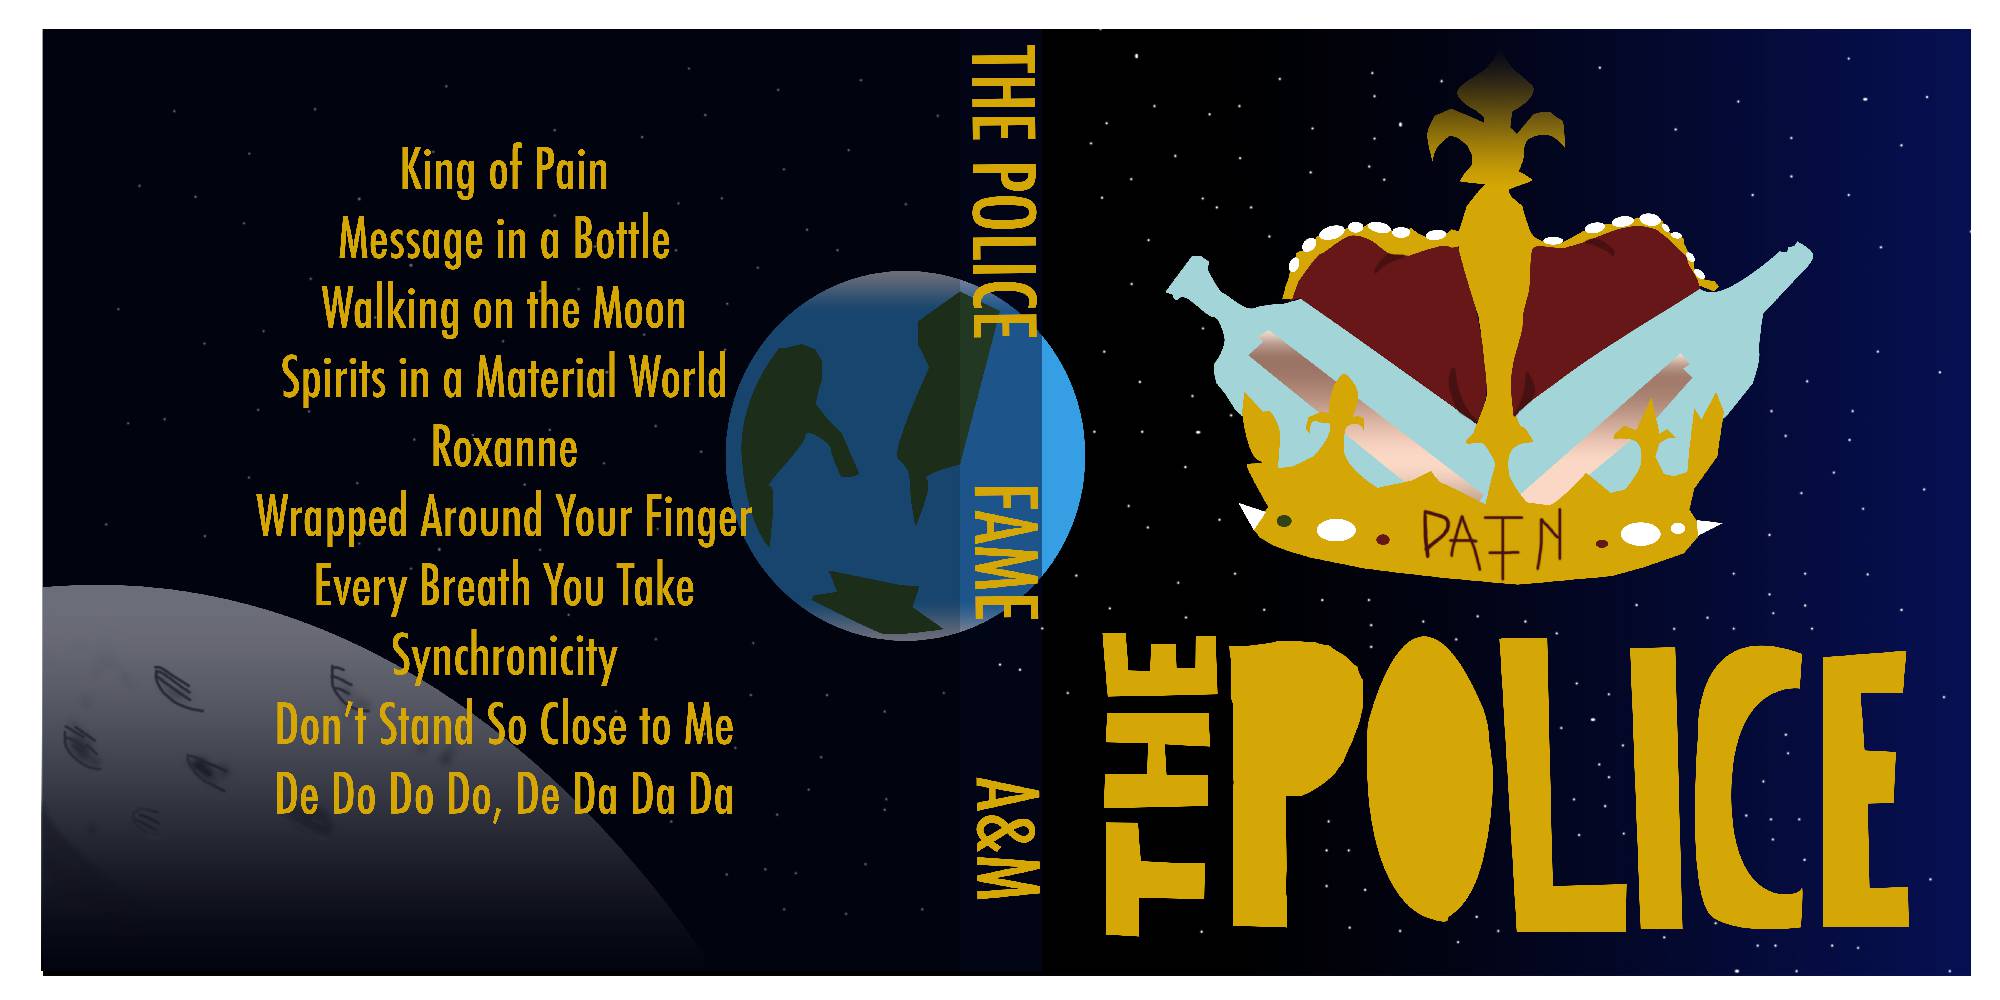 King of Pain
Message in a Bottle
Walking on the Moon
Spirits in a Material World
Roxanne
Wrapped Around Your Finger
Every Breath You Take
Synchronicity
Don't Stand So Close to Me
De Do Do Do, De Da Da Da
THE POLICE FAME A&M
PAIN
THE POLICE